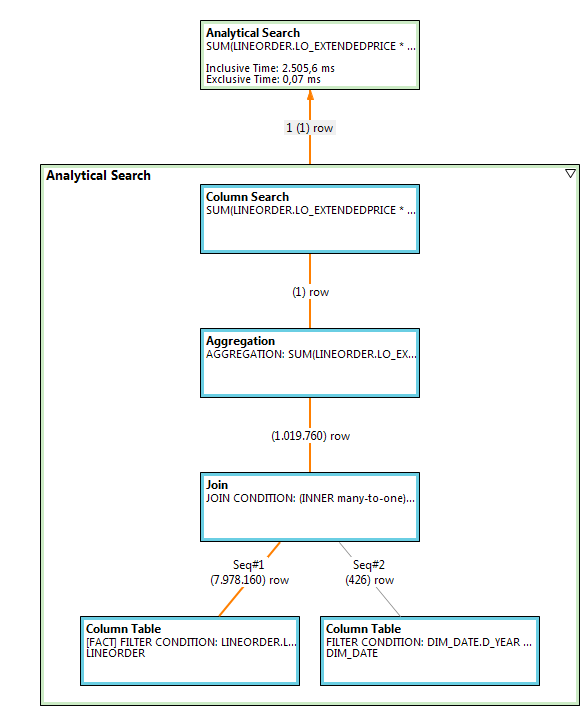 Analytical Search
SUM(LINEORDER.LO_EXTENDEDPRICE * ...
Inclusive Time: 2.505,6 ms
Exclusive Time: 0,07 ms
1 (1) row
Analytical Search
Column Search
SUM(LINEORDER.LO_EXTENDEDPRICE * ...
(1) row
Aggregation
AGGREGATION: SUM(LINEORDER.LO_EX...
(1.019.760) row
Join
JOIN CONDITION: (INNER many-to-one)...
Seq#1
(7.978.160) row
Seq#2
(426) row
Column Table
[FACT] FILTER CONDITION: LINEORDER.L...
LINEORDER
Column Table
FILTER CONDITION: DIM_DATE.D_YEAR ...
DIM_DATE